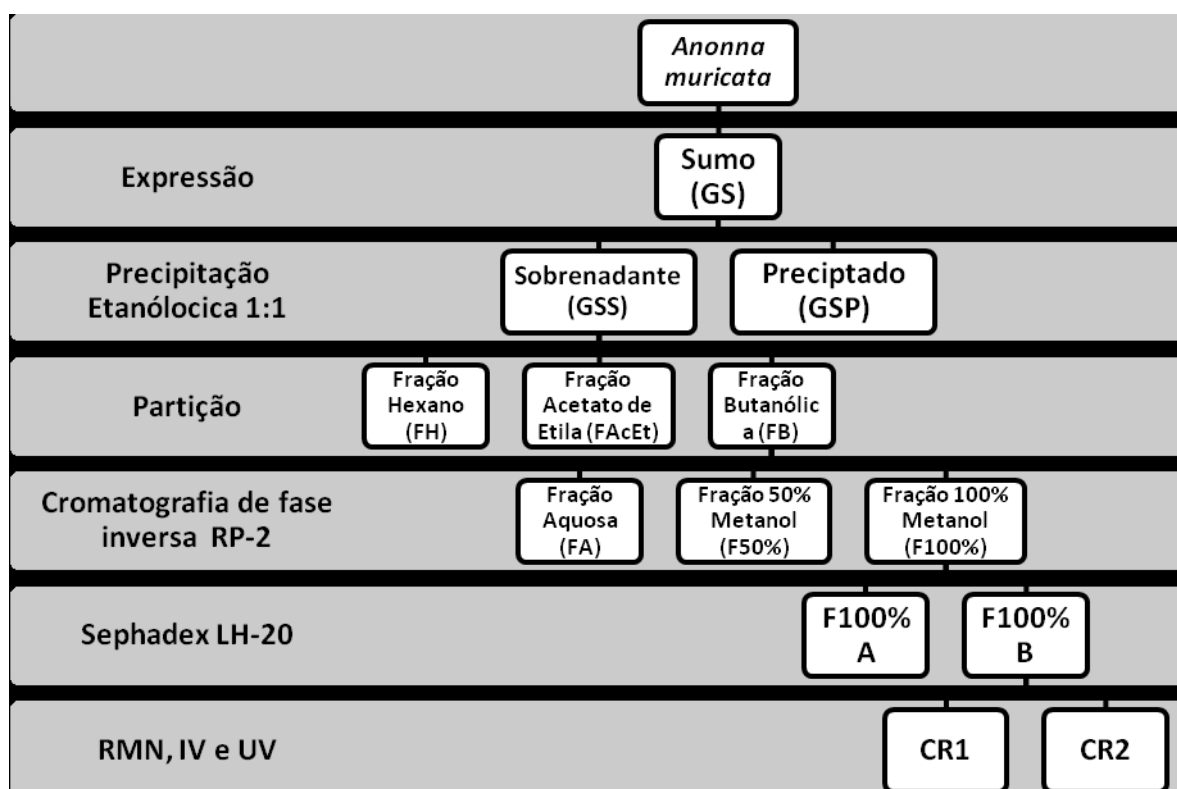 Anonna
muricata
Expressão
Sumo
(GS)
Precipitação
Etanólocica 1:1
Sobrenadante
(GSS)
Preciptado
(GSP)
Partição
Fração
Hexano
(FH)
Fração
Acetato de
Etila (FAcEt)
Fração
Butanólic
a (FB)
Cromatografia de fase
inversa RP-2
Fração
Aquosa
(FA)
Fração 50%
Metanol
(F50%)
Fração 100%
Metanol
(F100%)
Sephadex LH-20
F100%
A
F100%
B
RMN, IV e UV
CR1
CR2